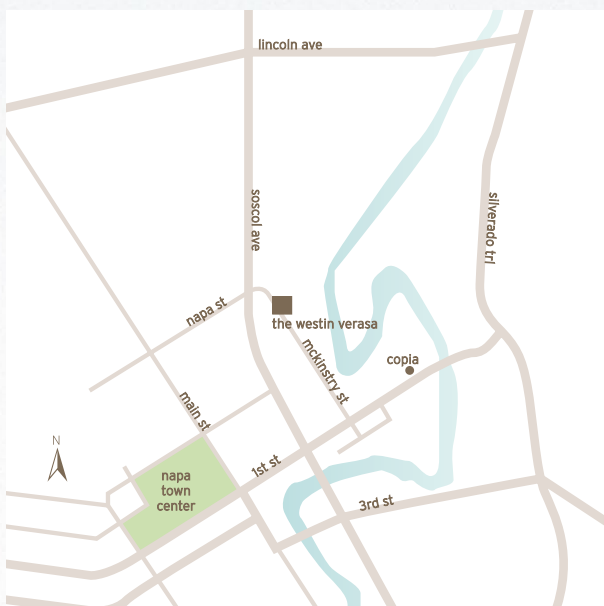 lincoln ave
soscol ave
silverado trl
napa st
the westin verasa
mckinstry st
copia
main st
N
1st st
napa
town
center
3rd st